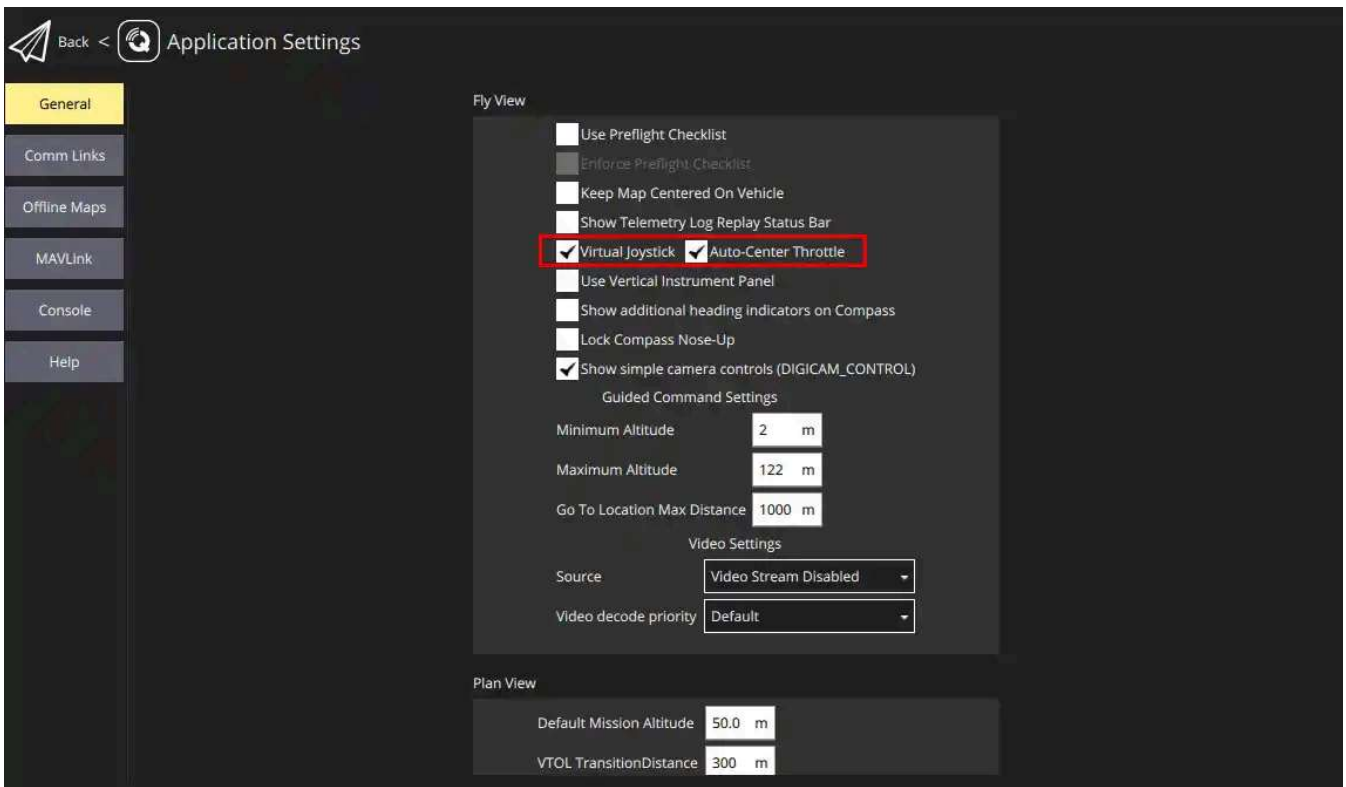 Back < Application Settings
General
Comm Links
Offline Maps
MAVLink
Console
Help
Fly View
Use Preflight Checklist
Enforce Preflight Checklist
Keep Map Centered On Vehicle
Show Telemetry Log Replay Status Bar
Virtual Joystick Auto-Center Throttle
Use Vertical Instrument Panel
Show additional heading indicators on Compass
Lock Compass Nose-Up
Show simple camera controls (DIGICAM_CONTROL)
Guided Command Settings
Minimum Altitude 2 m
Maximum Altitude 122 m
Go To Location Max Distance 1000 m
Video Settings
Source Video Stream Disabled
Video decode priority Default
Plan View
Default Mission Altitude 50.0 m
VTOL TransitionDistance 300 m